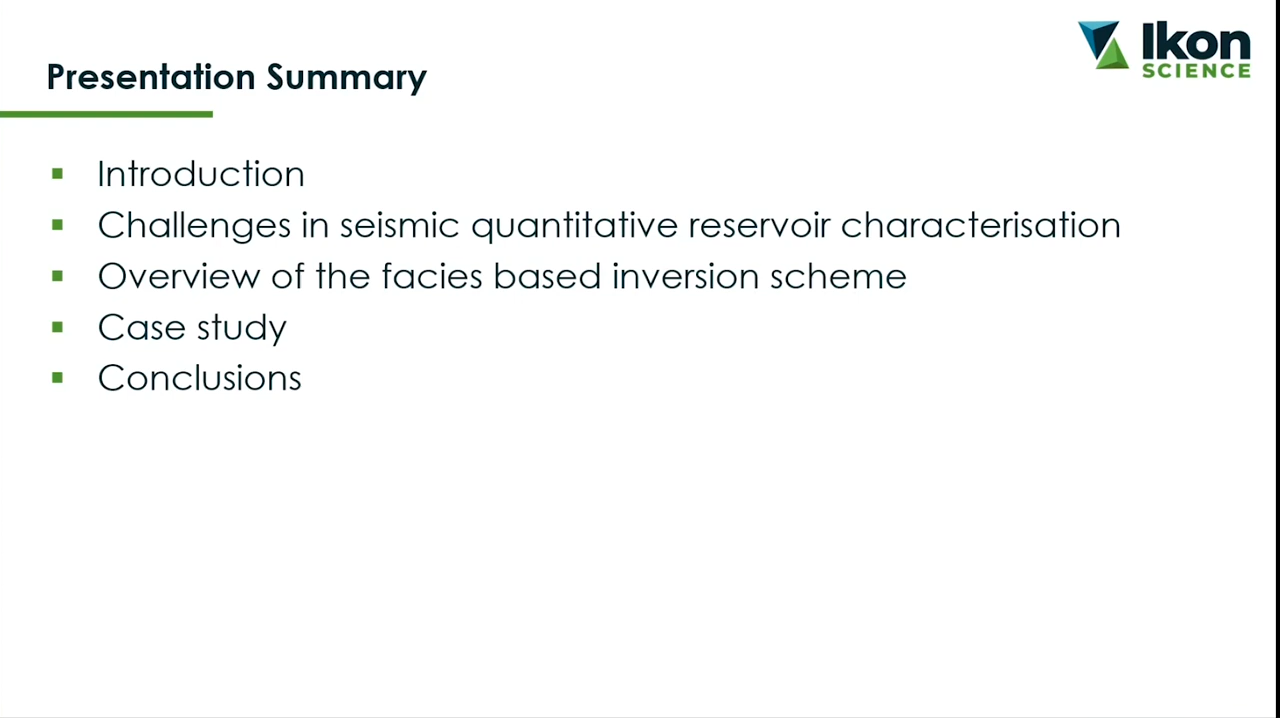 Ikon
SCIENCE
Presentation Summary
Introduction
Challenges in seismic quantitative reservoir characterisation
Overview of the facies based inversion scheme
Case study
Conclusions